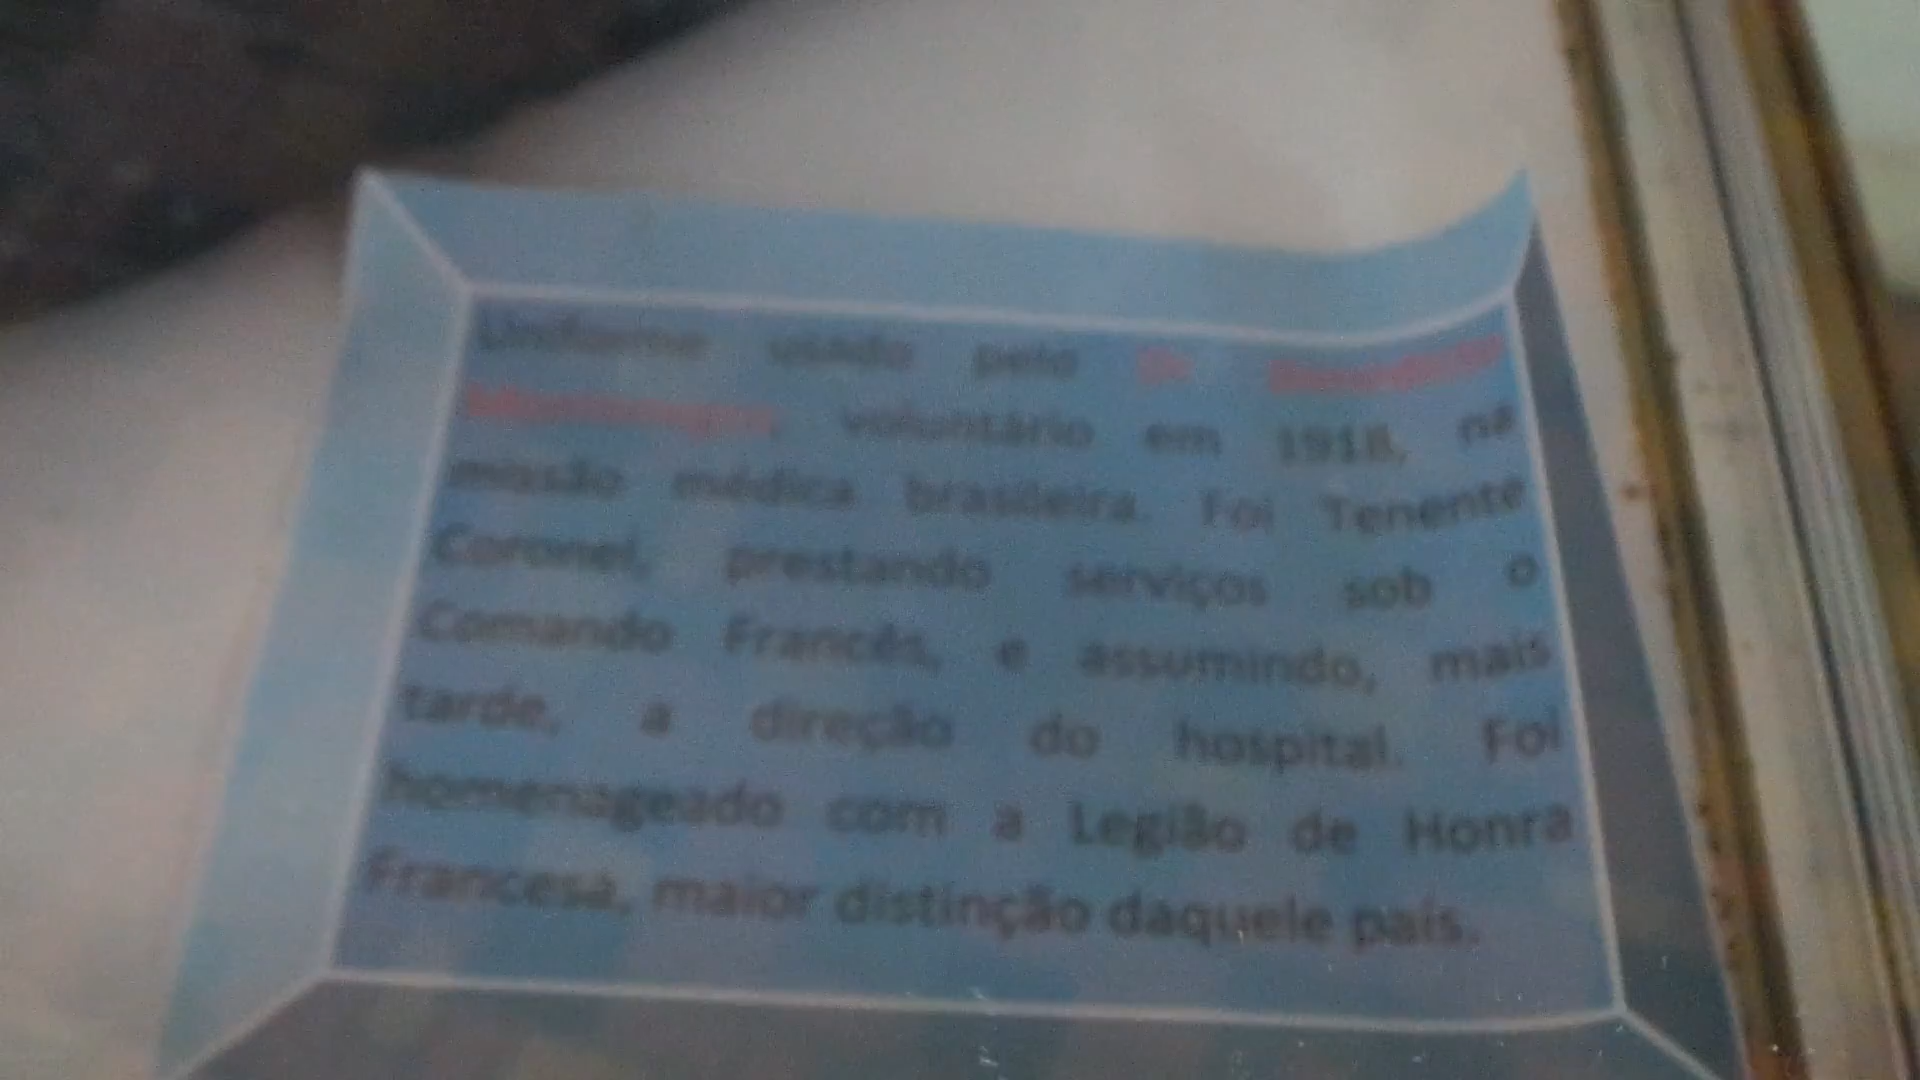 Uniforme usado pelo Dr
voluntário em 1918, na
missão médica brasileira. Foi Tenente
Coronel, prestando serviços sob o
Comando Francês, e assumindo, mais
tarde, a direção do hospital. Foi
homenageado com a Legião de Honra
Francesa, maior distinção daquele país.